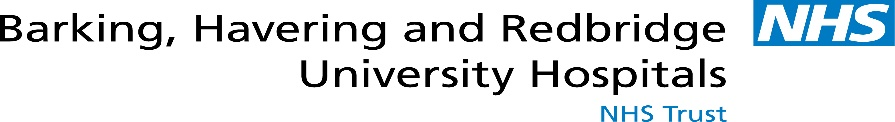 Barking, Havering and Redbridge NHS
University Hospitals
NHS Trust